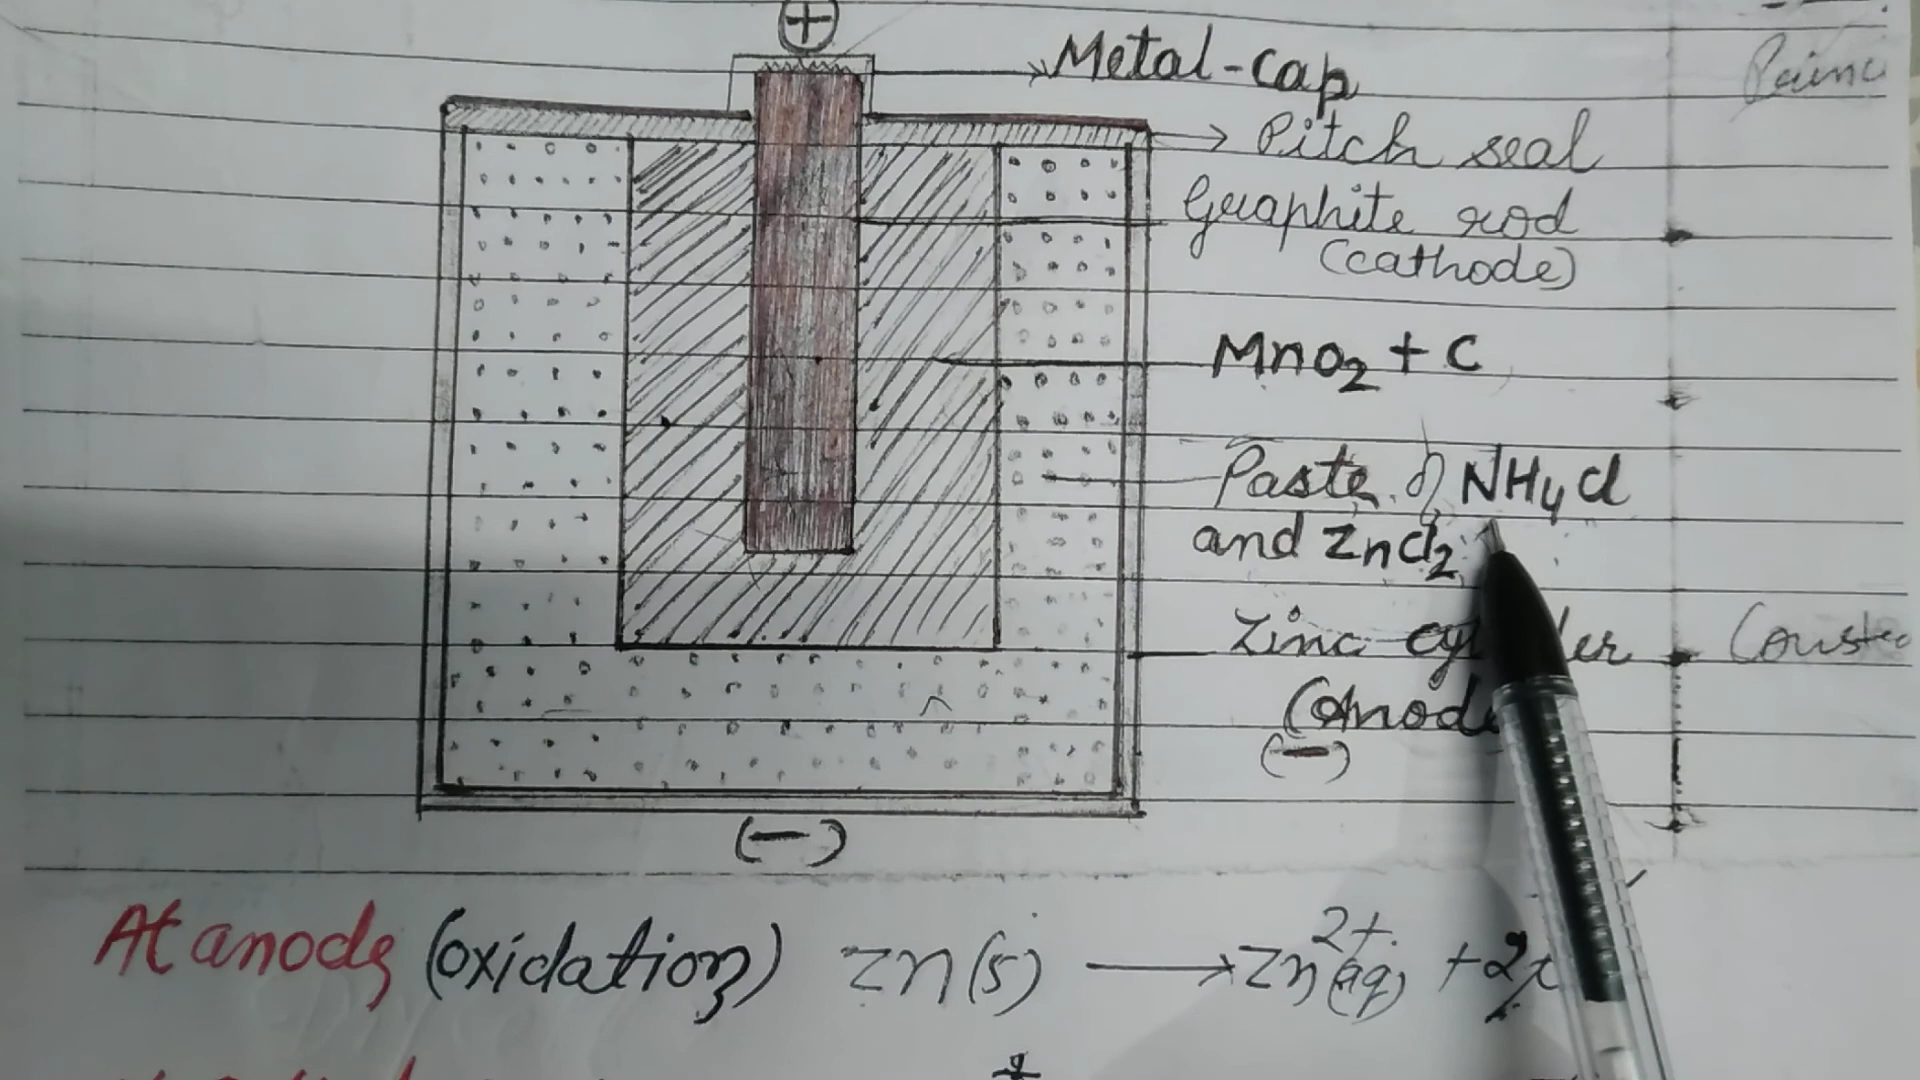 +
Metal-cap
Pitch seal
Graphite rod
(cathode)
MnO2 + C
Paste of NH4Cl
and ZnCl2
Zinc
(-)
(-)
At anode (oxidation) Zn(s) → Zn2+(aq) +2